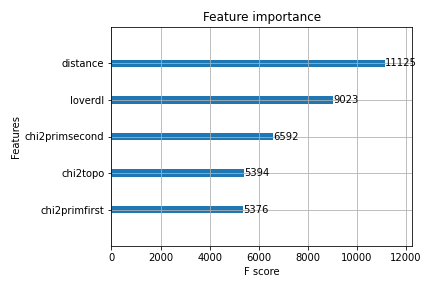 Feature importance
distance
11125
loverdl
9023
chi2primsecond
6592
chi2topo
5394
chi2primfirst
5376
Features
0 2000 4000 6000 8000 10000 12000
F score